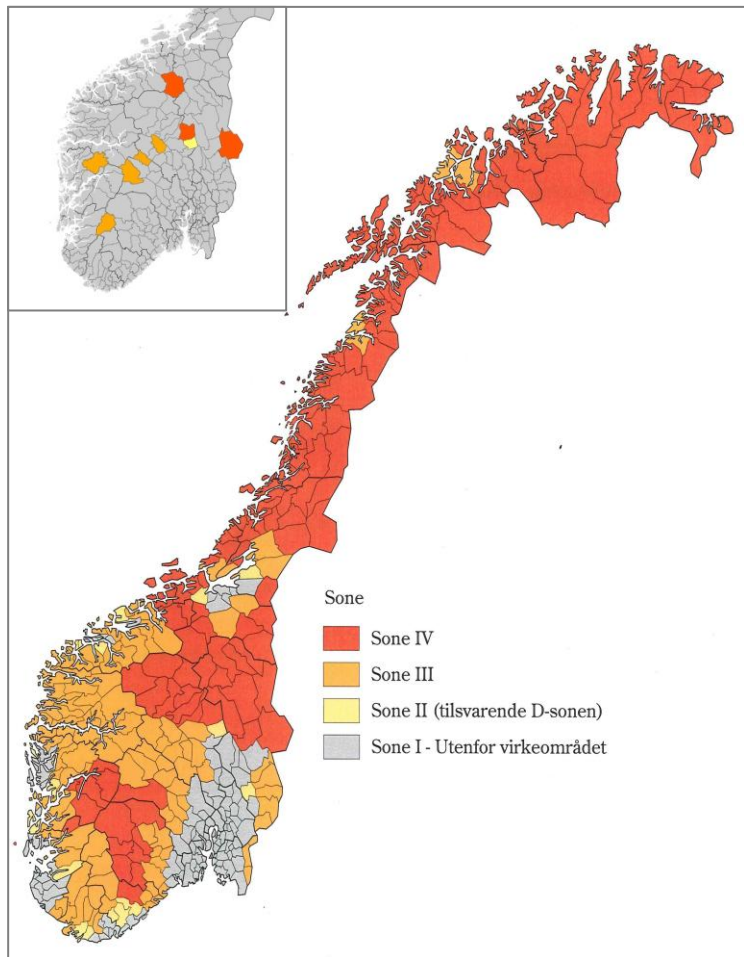 Sone
Sone IV
Sone III
Sone II (tilsvarende D-sonen)
Sone I - Utenfor virkeområdet